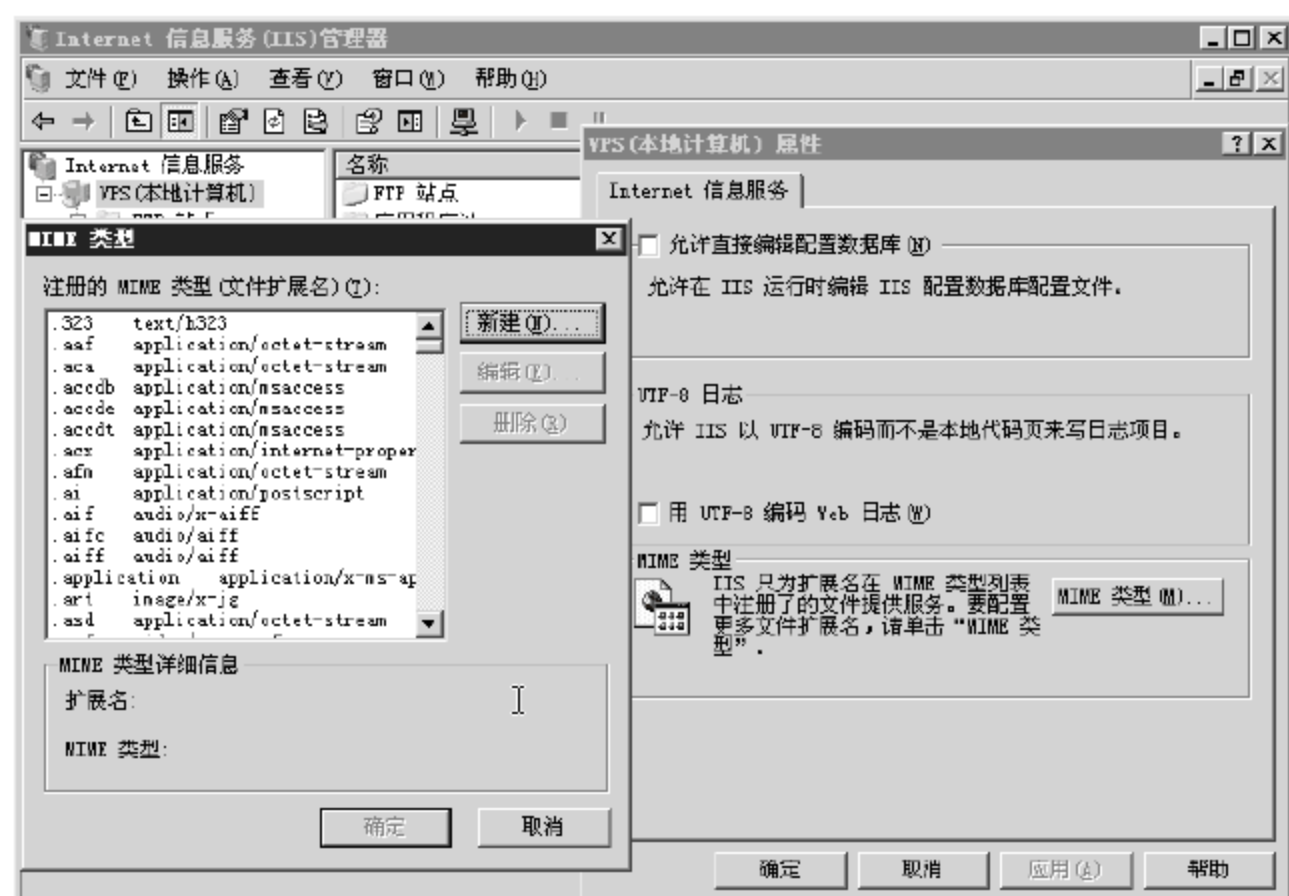 Internet 信息服务(IIS)管理器
文件(F) 操作(A) 查看(V) 窗口(W) 帮助(H)
VPS(本地计算机) 属性
Internet 信息服务
VPS(本地计算机)
名称
FTP 站点
Internet 信息服务
允许直接编辑配置数据库(N)
允许在 IIS 运行时编辑 IIS 配置数据库配置文件。
UTF-8 日志
允许 IIS 以 UTF-8 编码而不是本地代码页来写日志项目。
用 UTF-8 编码 Web 日志(W)
MIME 类型
IIS 只为扩展名在 MIME 类型列表
中注册了的文件提供服务。要配置
更多文件扩展名，请单击“MIME 类
型”.
MIME 类型(M)...
确定 取消 应用(A) 帮助
MIME 类型
注册的 MIME 类型(文件扩展名)(T):
.323 text/h323
.aaf application/octet-stream
.aca application/octet-stream
.accdb application/msaccess
.accde application/msaccess
.accdt application/msaccess
.acx application/internet-proper
.afm application/octet-stream
.ai application/postscript
.aif audio/x-aiff
.aifc audio/aiff
.aiff audio/aiff
.application application/x-ms-ap
.art image/x-jg
.asd application/octet-stream
新建(N)...
编辑(E)...
删除(R)
MIME 类型详细信息
扩展名:
MIME 类型:
确定 取消